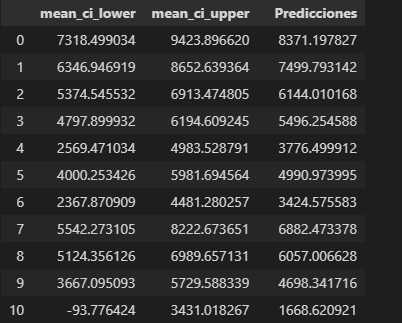 mean_ci_lower mean_ci_upper Predicciones
0 7318.499034 9423.896620 8371.197827
1 6346.946919 8652.639364 7499.793142
2 5374.545532 6913.474805 6144.010168
3 4797.899932 6194.609245 5496.254588
4 2569.471034 4983.528791 3776.499912
5 4000.253426 5981.694564 4990.973995
6 2367.870909 4481.280257 3424.575583
7 5542.273105 8222.673651 6882.473378
8 5124.356126 6989.657131 6057.006628
9 3667.095093 5729.588339 4698.341716
10 -93.776424 3431.018267 1668.620921